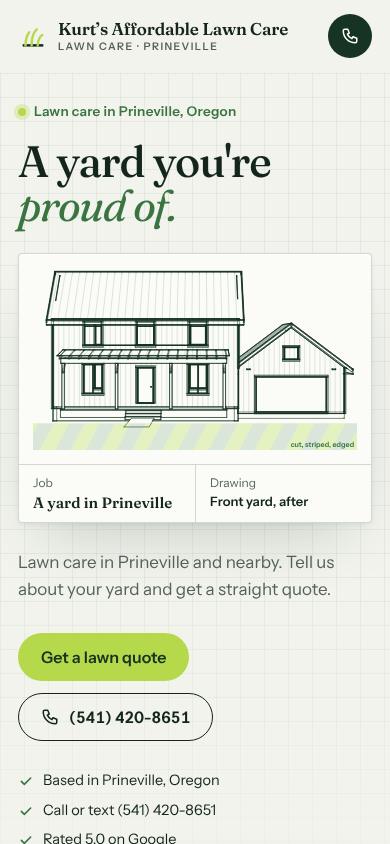 Kurt’s Affordable Lawn Care
LAWN CARE · PRINEVILLE
Lawn care in Prineville, Oregon
A yard you're
proud of.
cut, striped, edged
Job
A yard in Prineville
Drawing
Front yard, after
Lawn care in Prineville and nearby. Tell us
about your yard and get a straight quote.
Get a lawn quote
(541) 420-8651
Based in Prineville, Oregon
Call or text (541) 420-8651
Rated 5.0 on Google